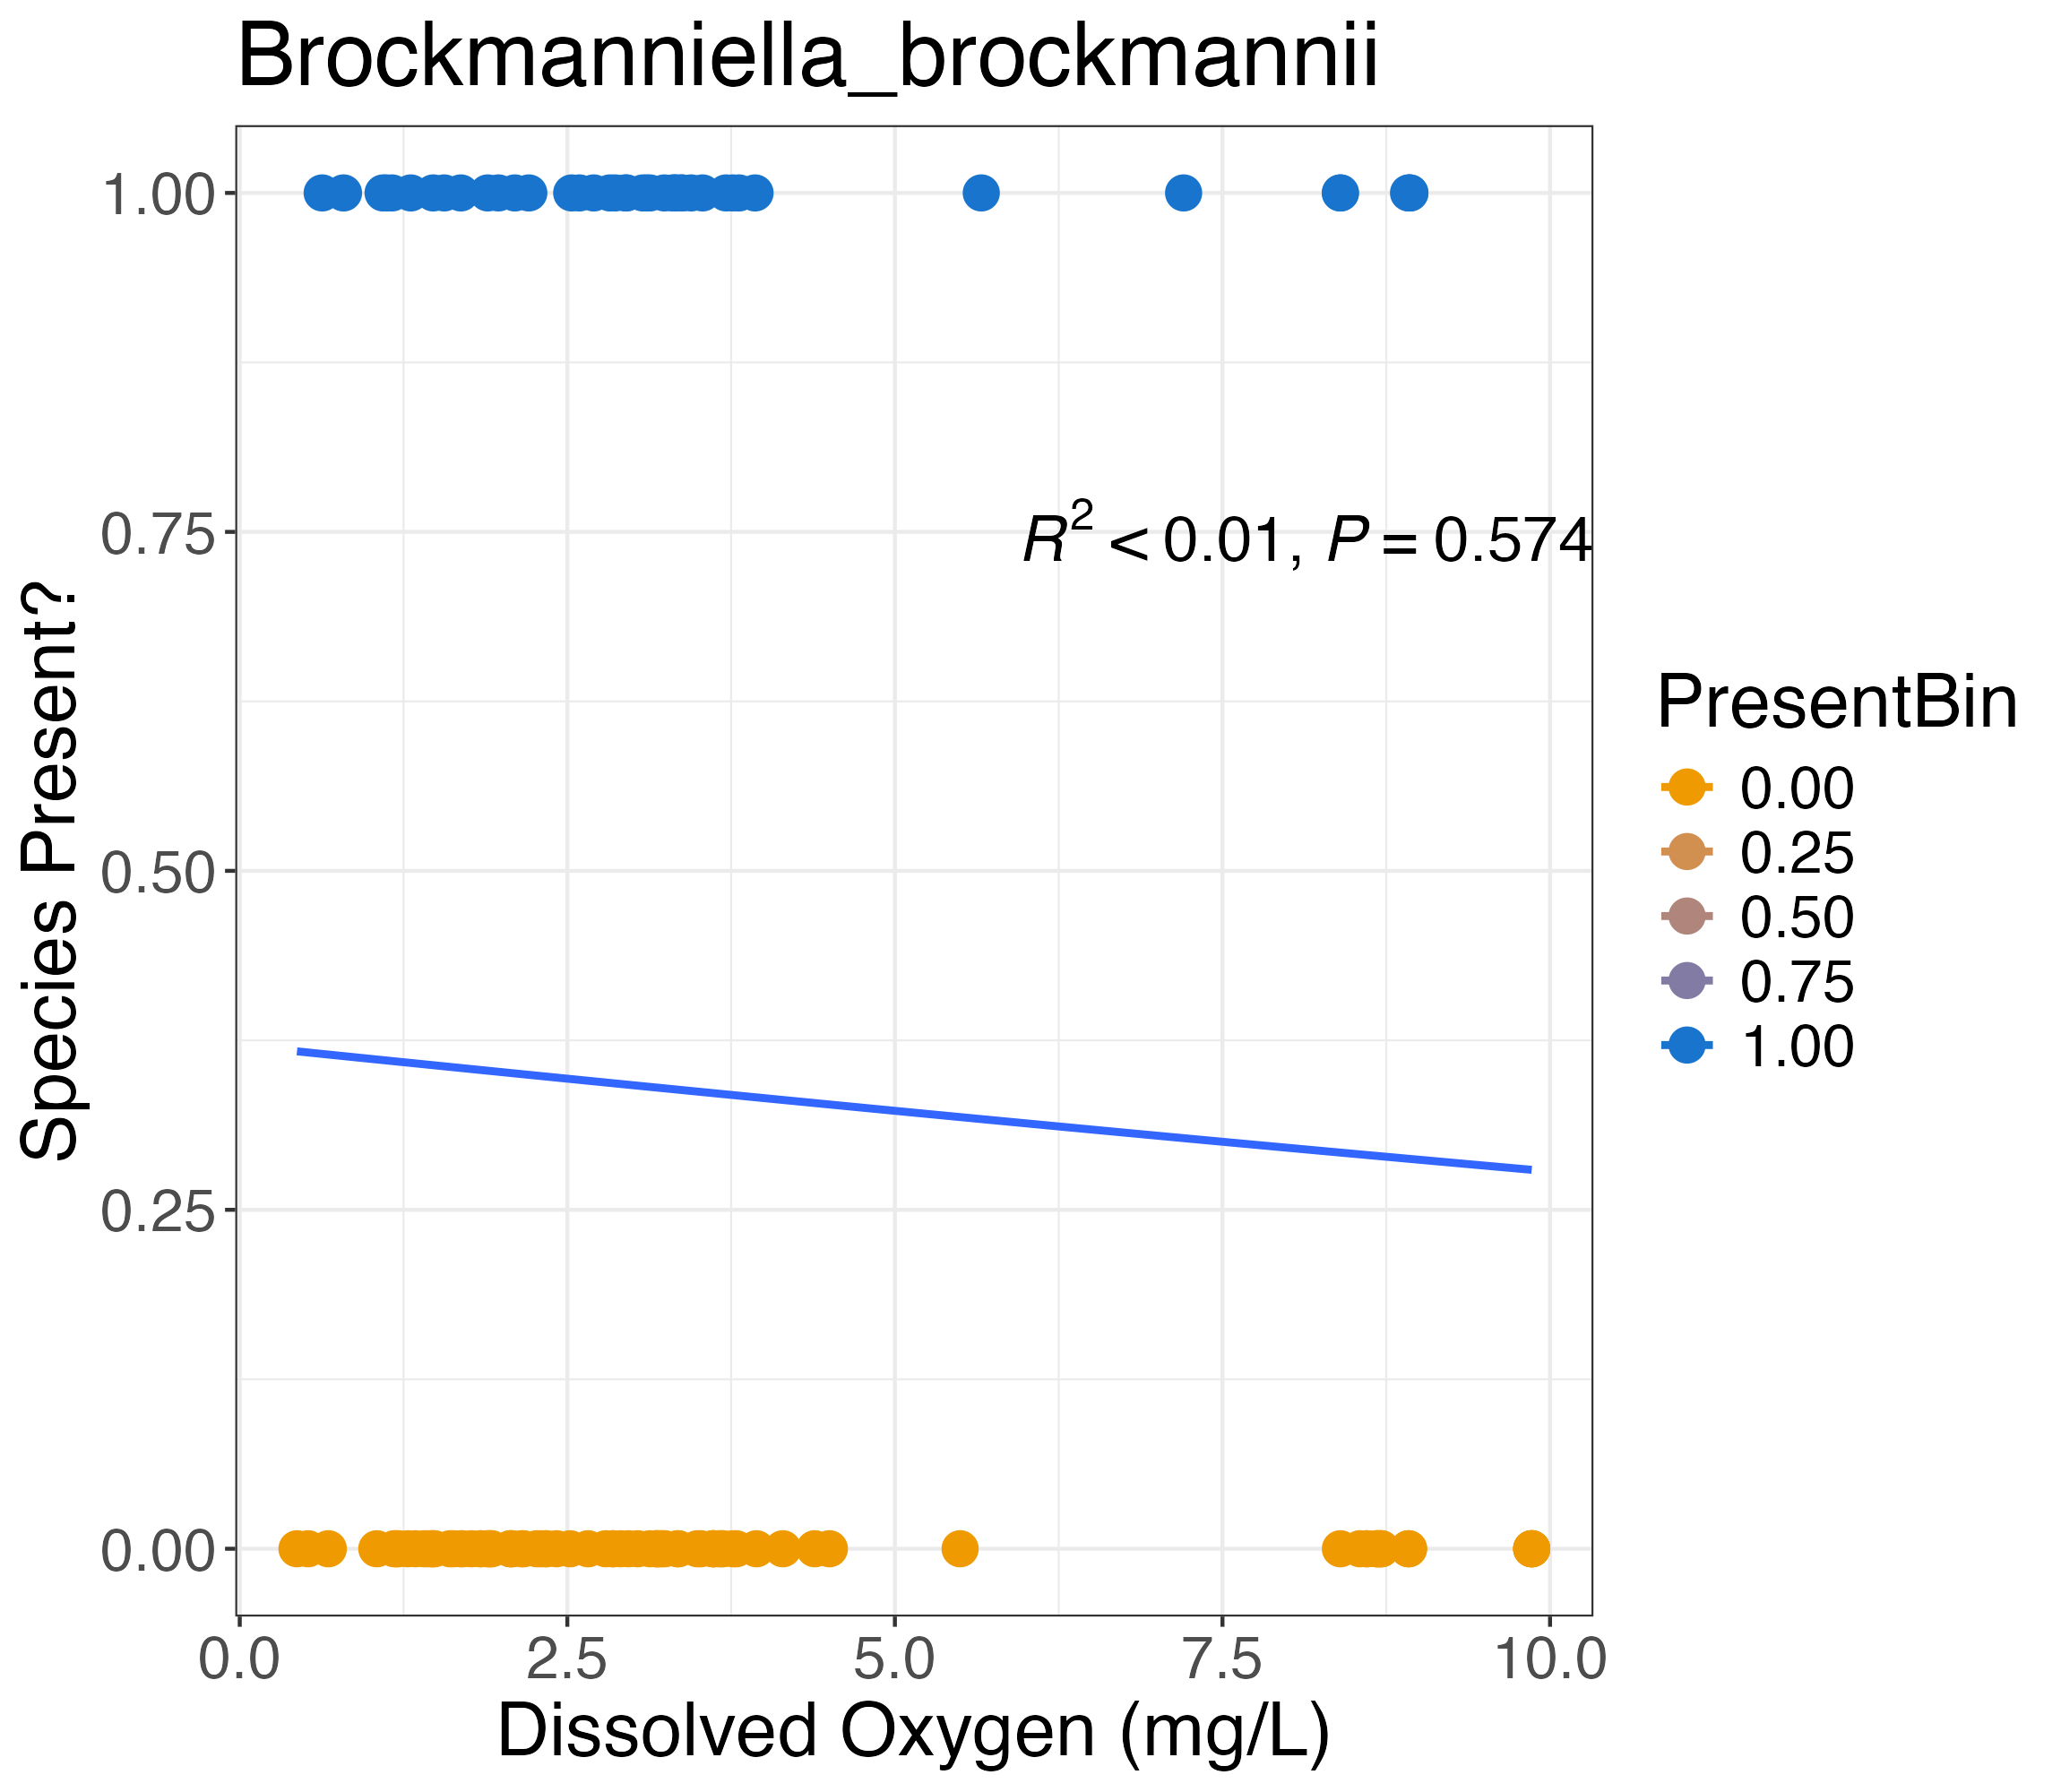 Brockmanniella_brockmannii
1.00
0.75
0.50
0.25
0.00
Species Present?
R² < 0.01, P = 0.574
0.0 2.5 5.0 7.5 10.0
Dissolved Oxygen (mg/L)
PresentBin
0.00
0.25
0.50
0.75
1.00